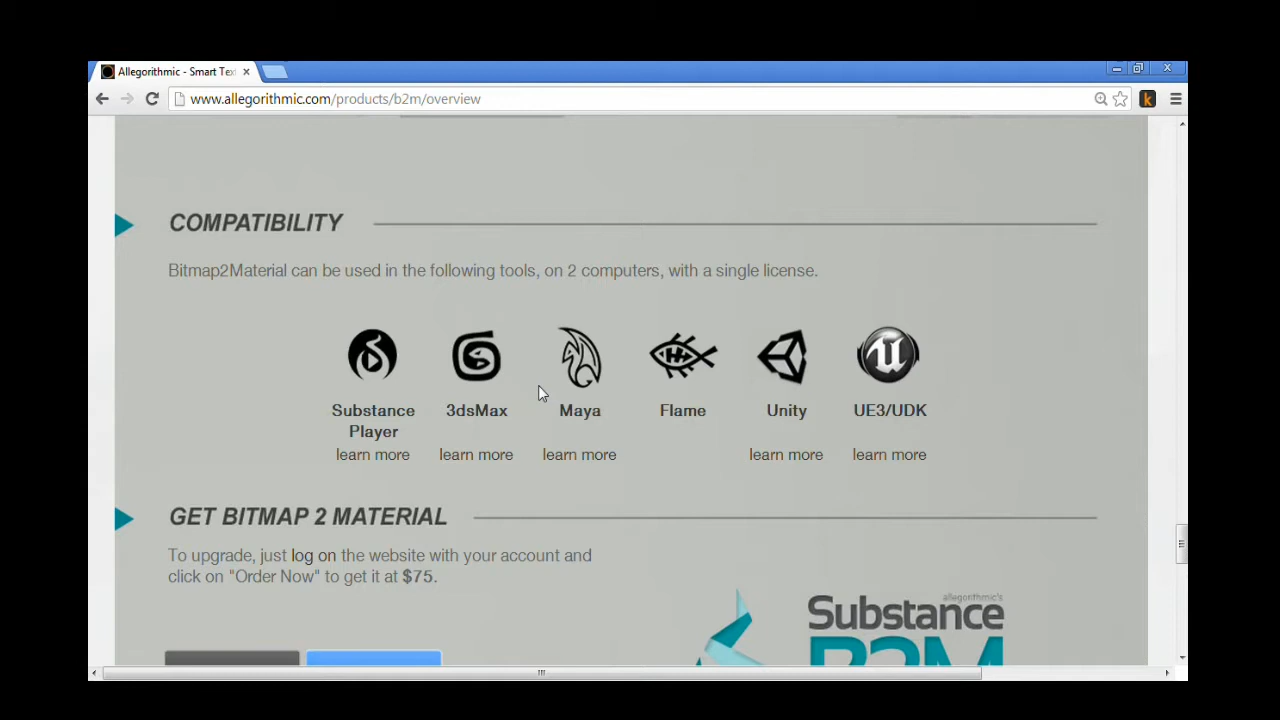 Allegorithmic - Smart Tex
www.allegorithmic.com/products/b2m/overview
COMPATIBILITY
Bitmap2Material can be used in the following tools, on 2 computers, with a single license.
Substance Player
learn more
3dsMax
learn more
Maya
learn more
Flame
Unity
learn more
UE3/UDK
learn more
GET BITMAP 2 MATERIAL
To upgrade, just log on the website with your account and
click on "Order Now" to get it at $75.
allegorithmic's
Substance
B2M